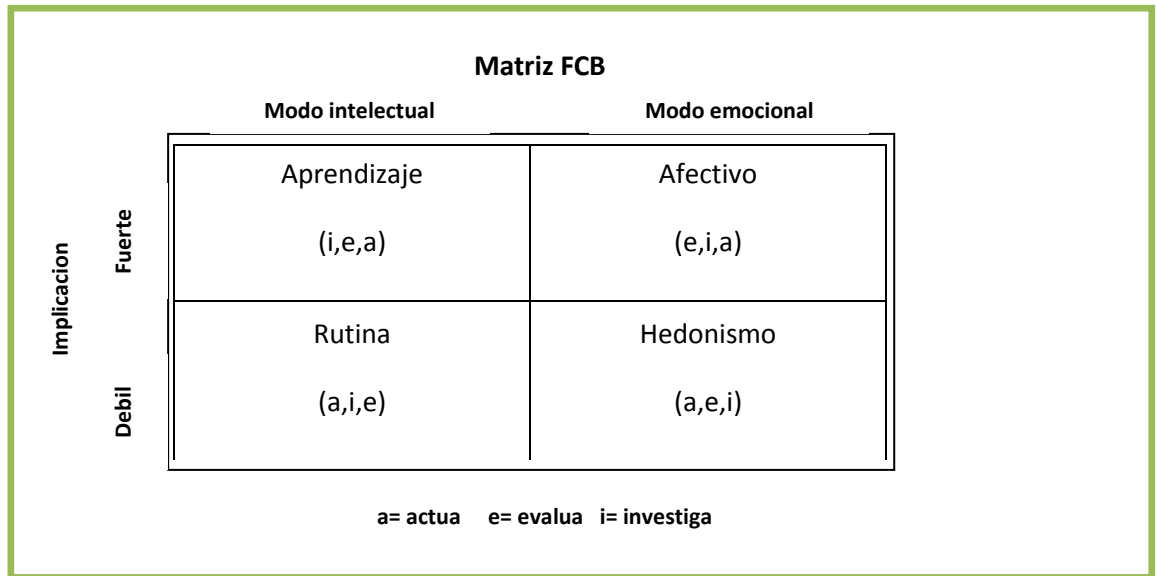 Matriz FCB
Modo intelectual Modo emocional
Implicacion
Fuerte
Aprendizaje Afectivo
(i,e,a) (e,i,a)
Debil
Rutina Hedonismo
(a,i,e) (a,e,i)
a= actua e= evalua i= investiga